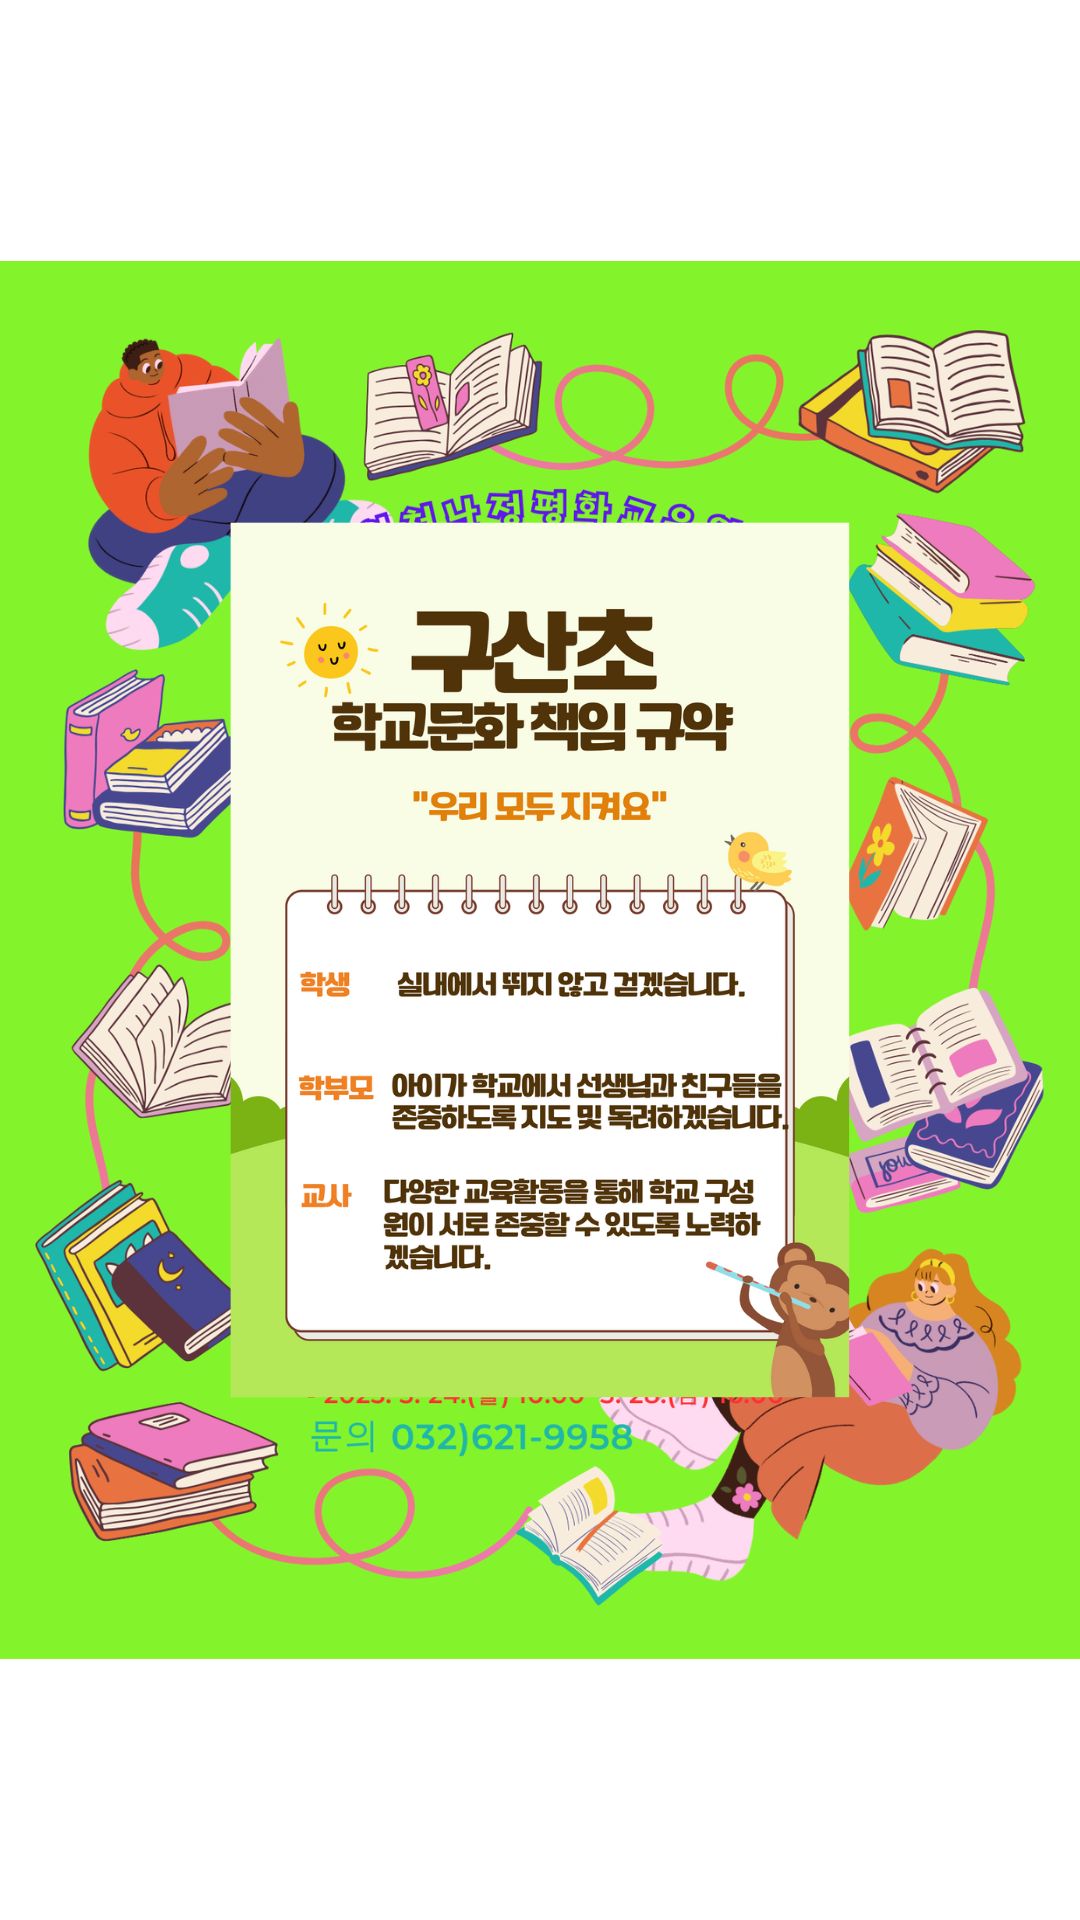 정평화교
구산초
학교문화 책임 규약
"우리 모두 지켜요"
학생 실내에서 뛰지 않고 걷겠습니다.
학부모 아이가 학교에서 선생님과 친구들을
존중하도록 지도 및 독려하겠습니다.
교사 다양한 교육활동을 통해 학교 구성
원이 서로 존중할 수 있도록 노력하
겠습니다.
문의 032)621-9958